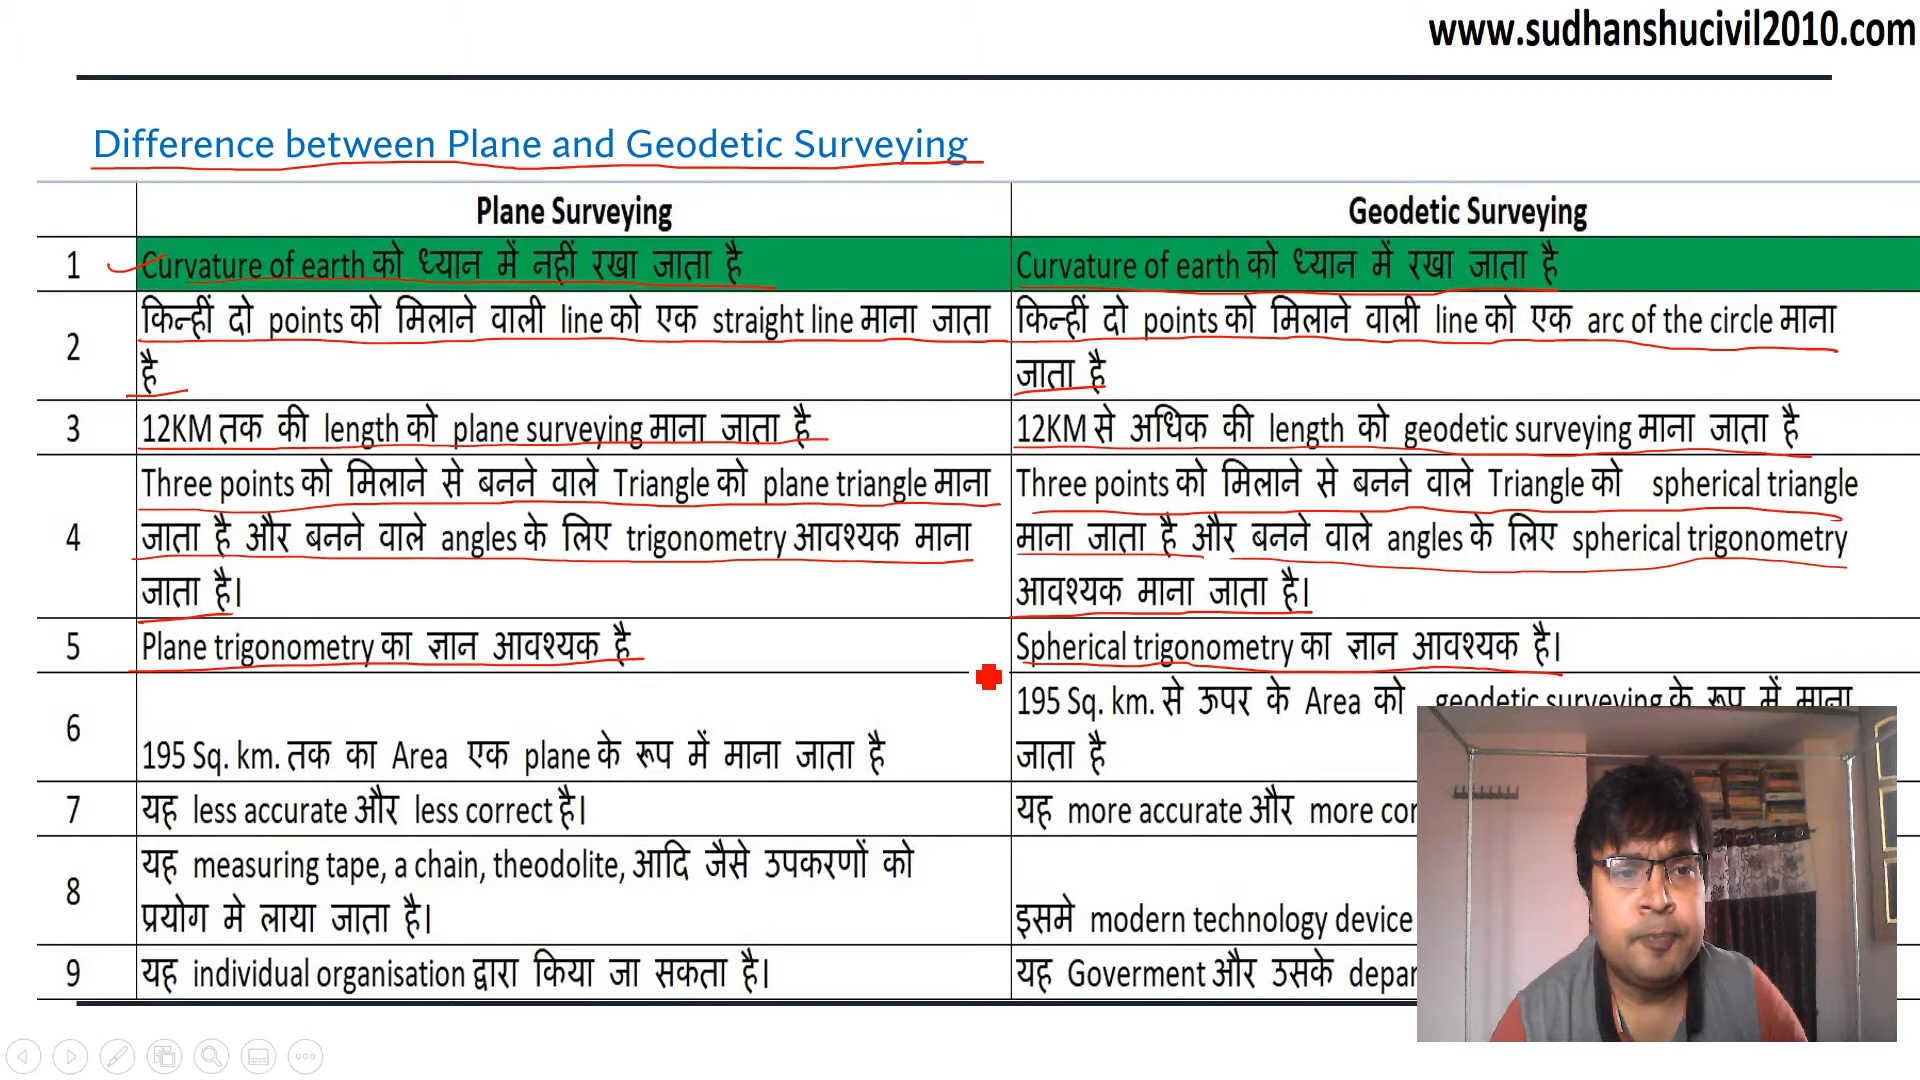 www.sudhanshucivil2010.com
Difference between Plane and Geodetic Surveying
Plane Surveying
Geodetic Surveying
1
Curvature of earth को ध्यान में नहीं रखा जाता है
Curvature of earth को ध्यान में रखा जाता है
2
किन्हीं दो points को मिलाने वाली line को एक straight line माना जाता
है
किन्हीं दो points को मिलाने वाली line को एक arc of the circle माना
जाता है
3
12KM तक की length को plane surveying माना जाता है
12KM से अधिक की length को geodetic surveying माना जाता है
4
Three points को मिलाने से बनने वाले Triangle को plane triangle माना
जाता है और बनने वाले angles के लिए trigonometry आवश्यक माना
जाता है।
Three points को मिलाने से बनने वाले Triangle को spherical triangle
माना जाता है और बनने वाले angles के लिए spherical trigonometry
आवश्यक माना जाता है।
5
Plane trigonometry का ज्ञान आवश्यक है
Spherical trigonometry का ज्ञान आवश्यक है।
6
195 Sq. km. तक का Area एक plane के रूप में माना जाता है
195 Sq. km. से ऊपर के Area को geodetic surveying के रूप में माना
जाता है
7
यह less accurate और less correct है।
यह more accurate और more
8
यह measuring tape, a chain, theodolite, आदि जैसे उपकरणों को
प्रयोग मे लाया जाता है।
इसमे modern technology device
9
यह individual organisation द्वारा किया जा सकता है।
यह Goverment और उसके